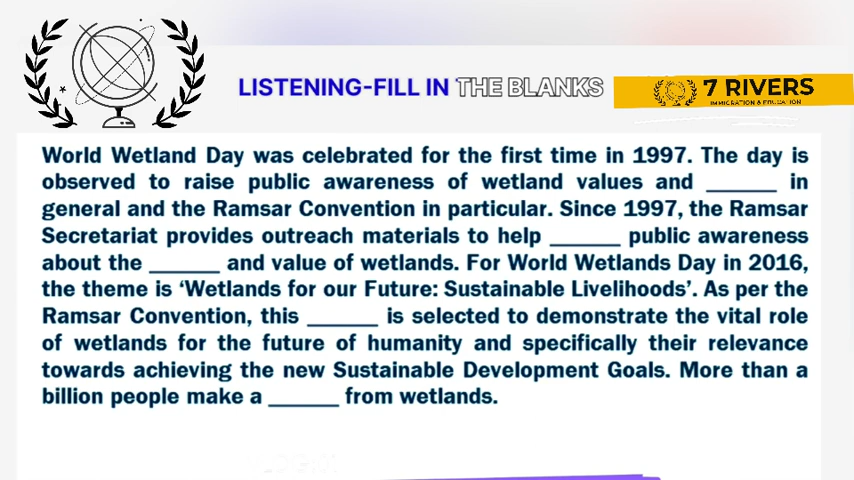 LISTENING-FILL IN THE BLANKS
7 RIVERS
IMMIGRATION & EDUCATION
World Wetland Day was celebrated for the first time in 1997. The day is
observed to raise public awareness of wetland values and ______ in
general and the Ramsar Convention in particular. Since 1997, the Ramsar
Secretariat provides outreach materials to help ______ public awareness
about the ______ and value of wetlands. For World Wetlands Day in 2016,
the theme is ‘Wetlands for our Future: Sustainable Livelihoods’. As per the
Ramsar Convention, this ______ is selected to demonstrate the vital role
of wetlands for the future of humanity and specifically their relevance
towards achieving the new Sustainable Development Goals. More than a
billion people make a ______ from wetlands.